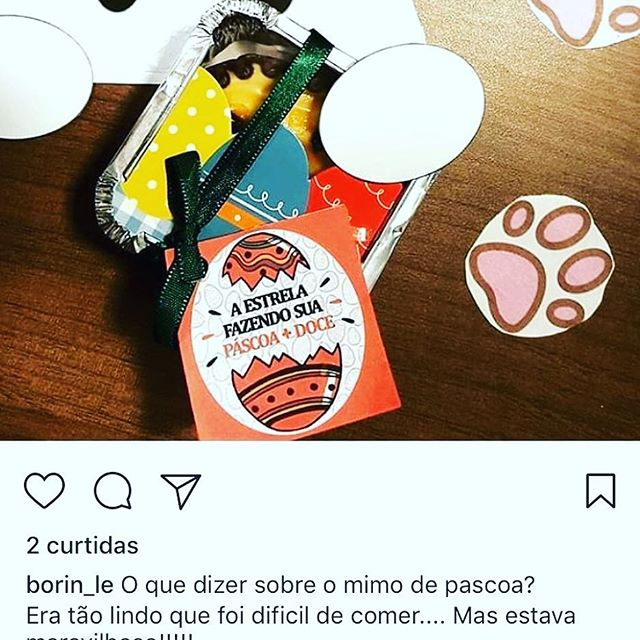 A ESTRELA
FAZENDO SUA
PÁSCOA + DOCE
2 curtidas
borin_le O que dizer sobre o mimo de pascoa?
Era tão lindo que foi dificil de comer.... Mas estava